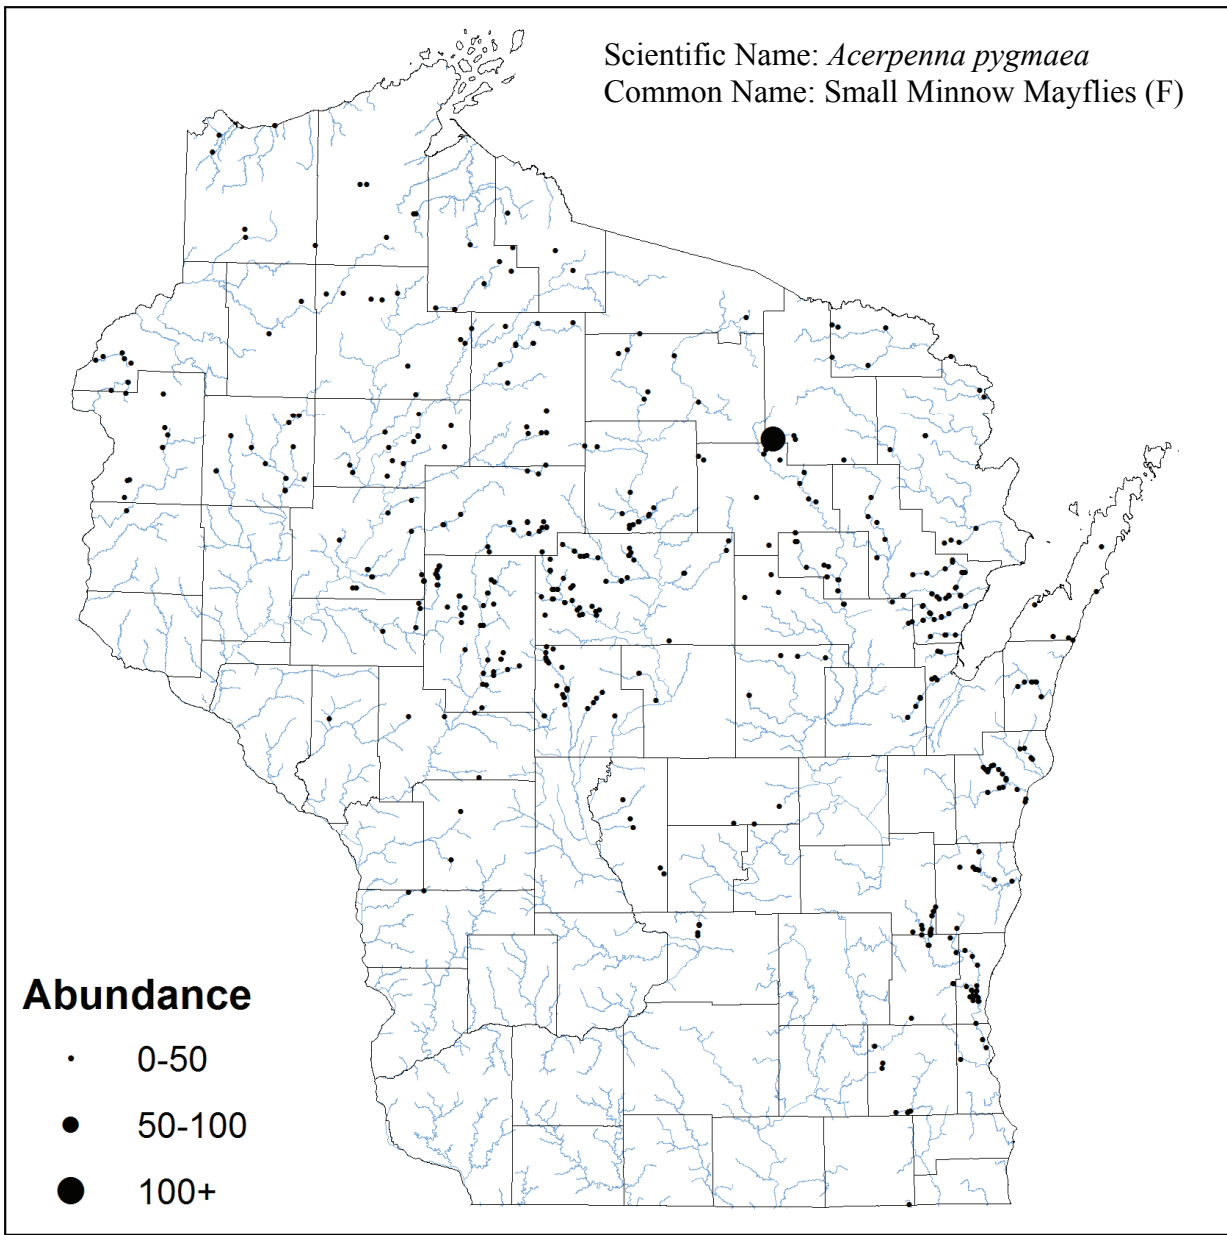 Scientific Name: Acerpenna pygmaea
Common Name: Small Minnow Mayflies (F)
Abundance
0-50
50-100
100+